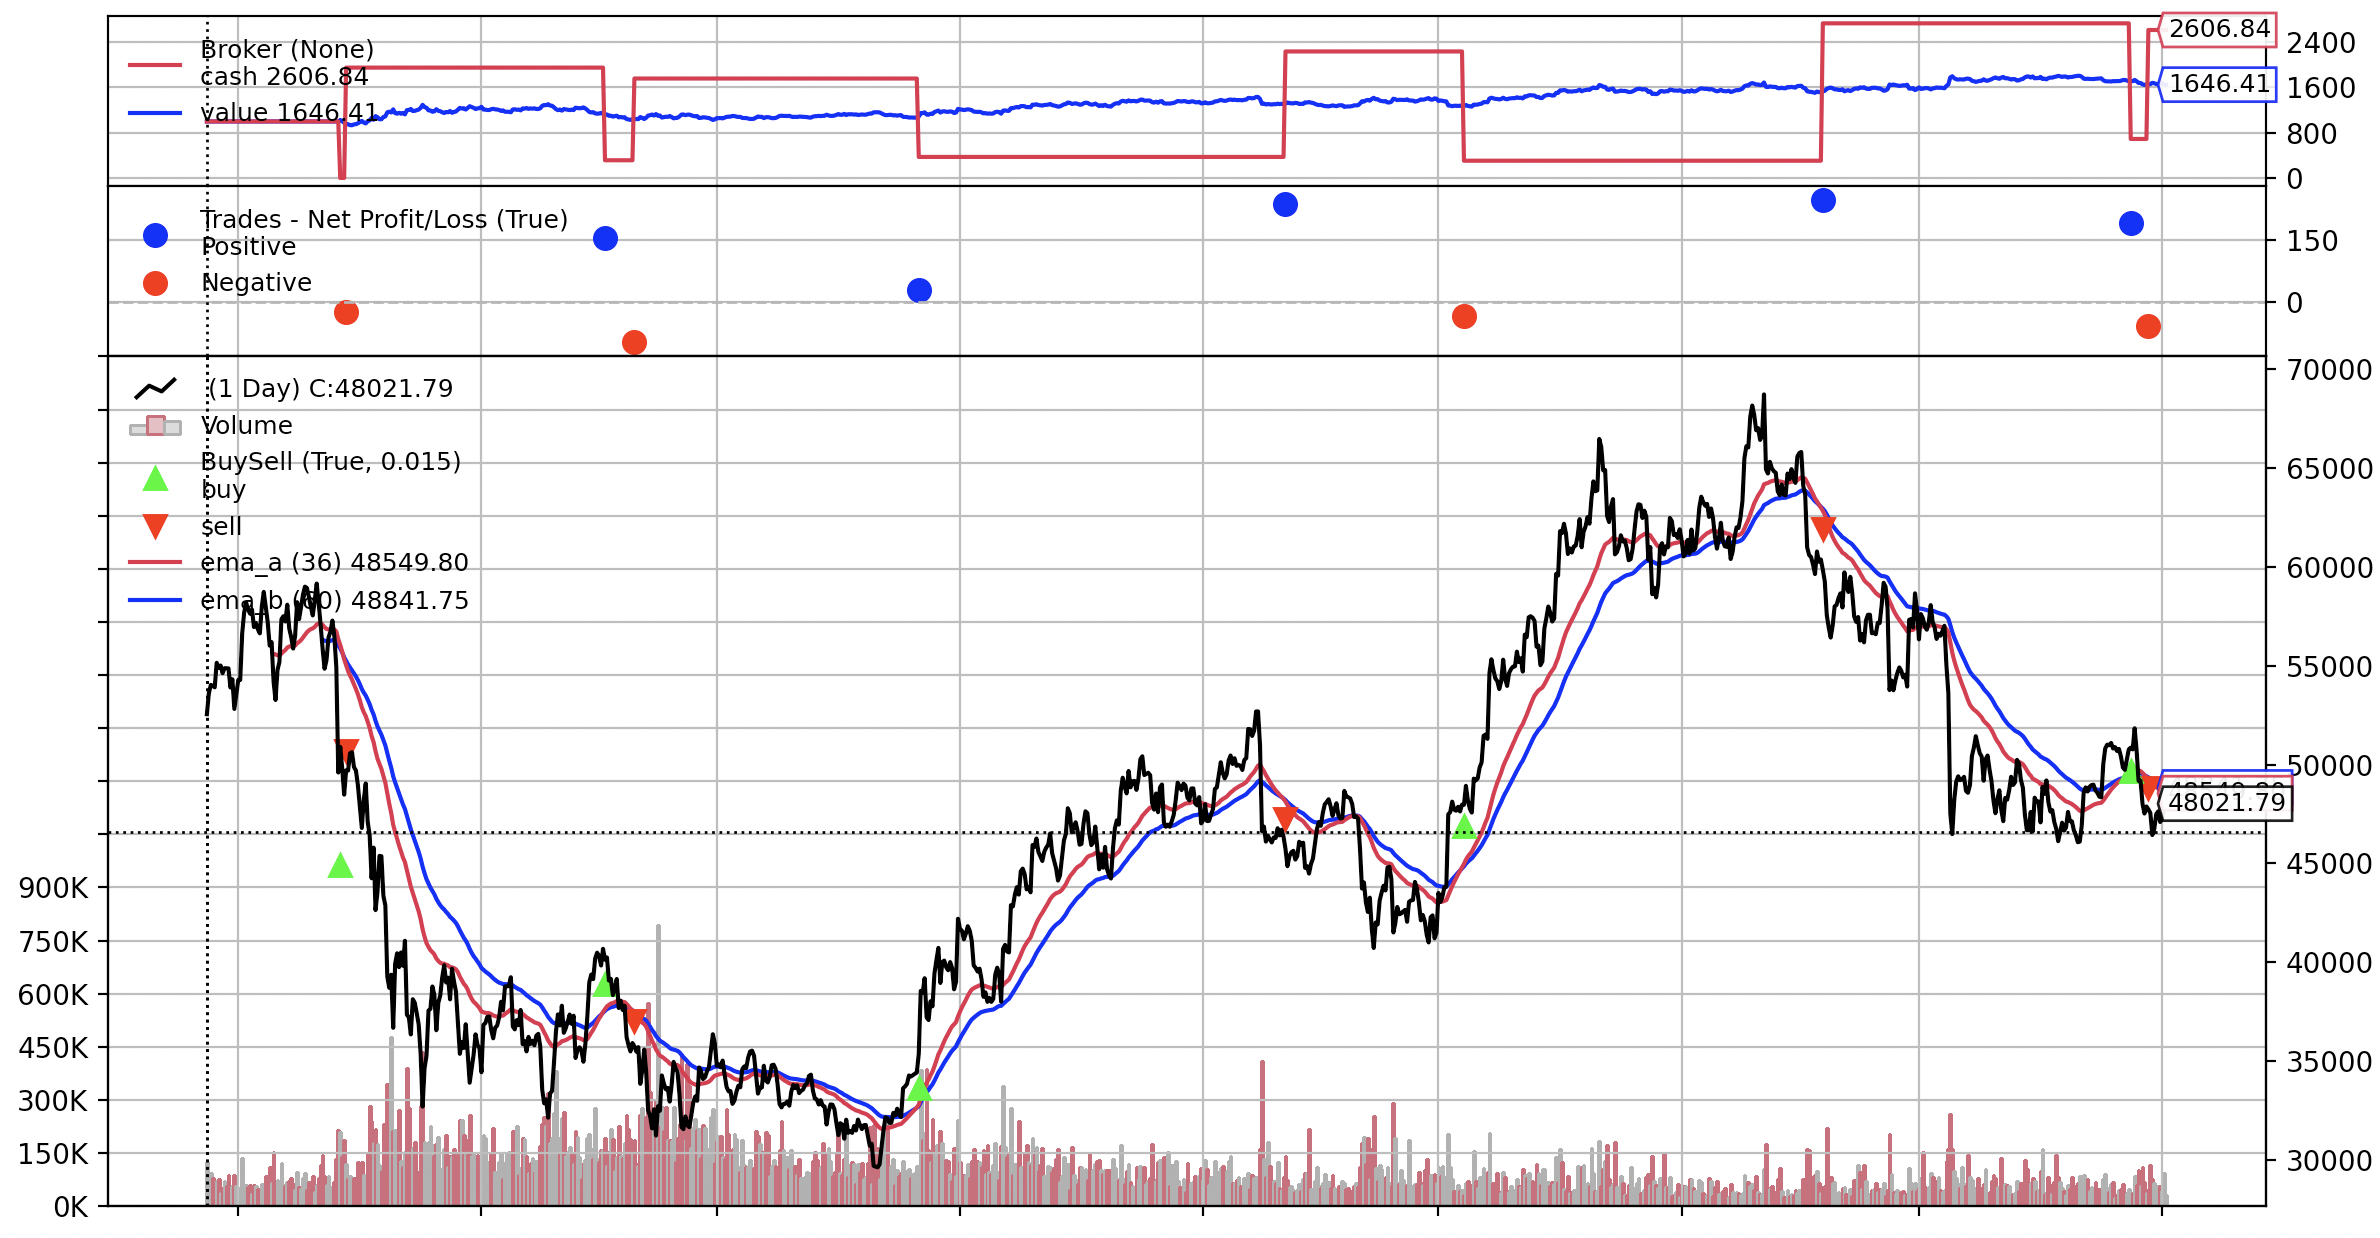 Broker (None)
cash 2606.84
value 1646.41
2606.84
2400
1646.41
1600
800
0
Trades - Net Profit/Loss (True)
Positive
Negative
150
0
(1 Day) C:48021.79
Volume
BuySell (True, 0.015)
buy
sell
ema_a (36) 48549.80
ema_b (60) 48841.75
70000
65000
60000
55000
50000
48549.80
48021.79
45000
40000
35000
30000
900K
750K
600K
450K
300K
150K
0K